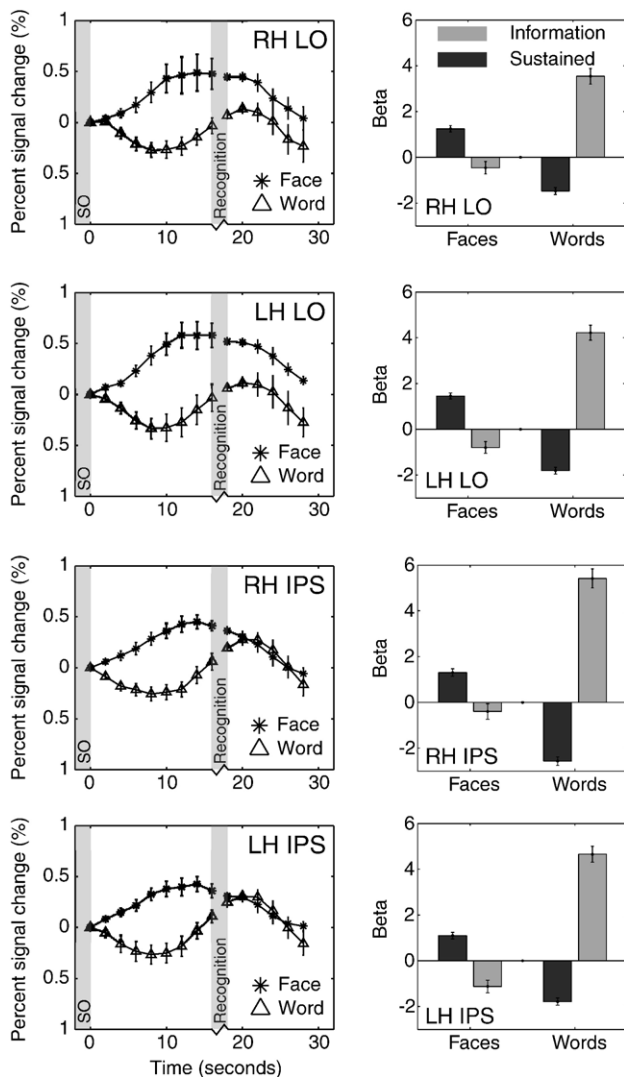 Percent signal change (%)
1
0.5
0
0.5
1
RH LO
SO
Recognition
Face
Word
0 10 20 30
Beta
6
4
2
0
-2
Information
Sustained
RH LO
Faces Words
Percent signal change (%)
1
0.5
0
0.5
1
LH LO
SO
Recognition
Face
Word
0 10 20 30
Beta
6
4
2
0
-2
LH LO
Faces Words
Percent signal change (%)
1
0.5
0
0.5
1
RH IPS
SO
Recognition
Face
Word
0 10 20 30
Beta
6
4
2
0
-2
RH IPS
Faces Words
Percent signal change (%)
1
0.5
0
0.5
1
LH IPS
SO
Recognition
Face
Word
0 10 20 30
Time (seconds)
Beta
6
4
2
0
-2
LH IPS
Faces Words